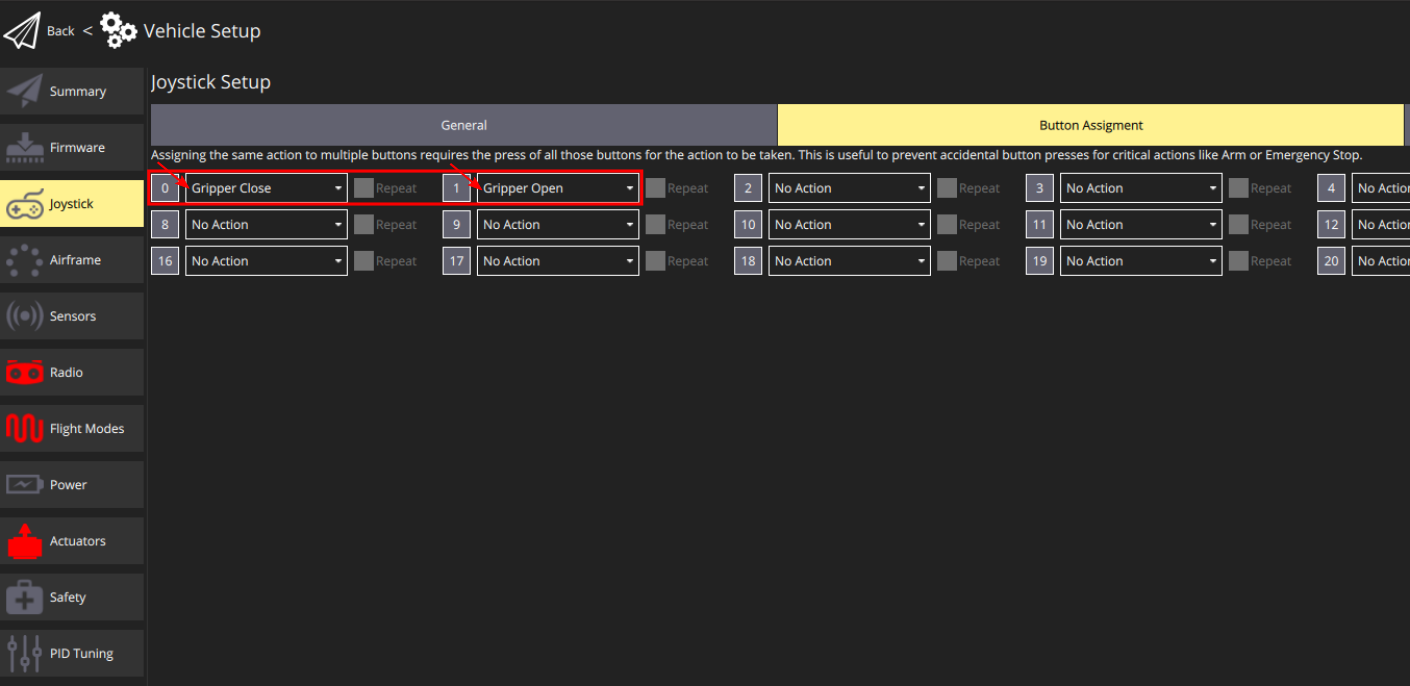 Back < Vehicle Setup
Summary
Firmware
Joystick
Airframe
Sensors
Radio
Flight Modes
Power
Actuators
Safety
PID Tuning
Joystick Setup
General Button Assigment
Assigning the same action to multiple buttons requires the press of all those buttons for the action to be taken. This is useful to prevent accidental button presses for critical actions like Arm or Emergency Stop.
0 Gripper Close Repeat 1 Gripper Open Repeat 2 No Action Repeat 3 No Action Repeat 4 No Action
8 No Action Repeat 9 No Action Repeat 10 No Action Repeat 11 No Action Repeat 12 No Action
16 No Action Repeat 17 No Action Repeat 18 No Action Repeat 19 No Action Repeat 20 No Action